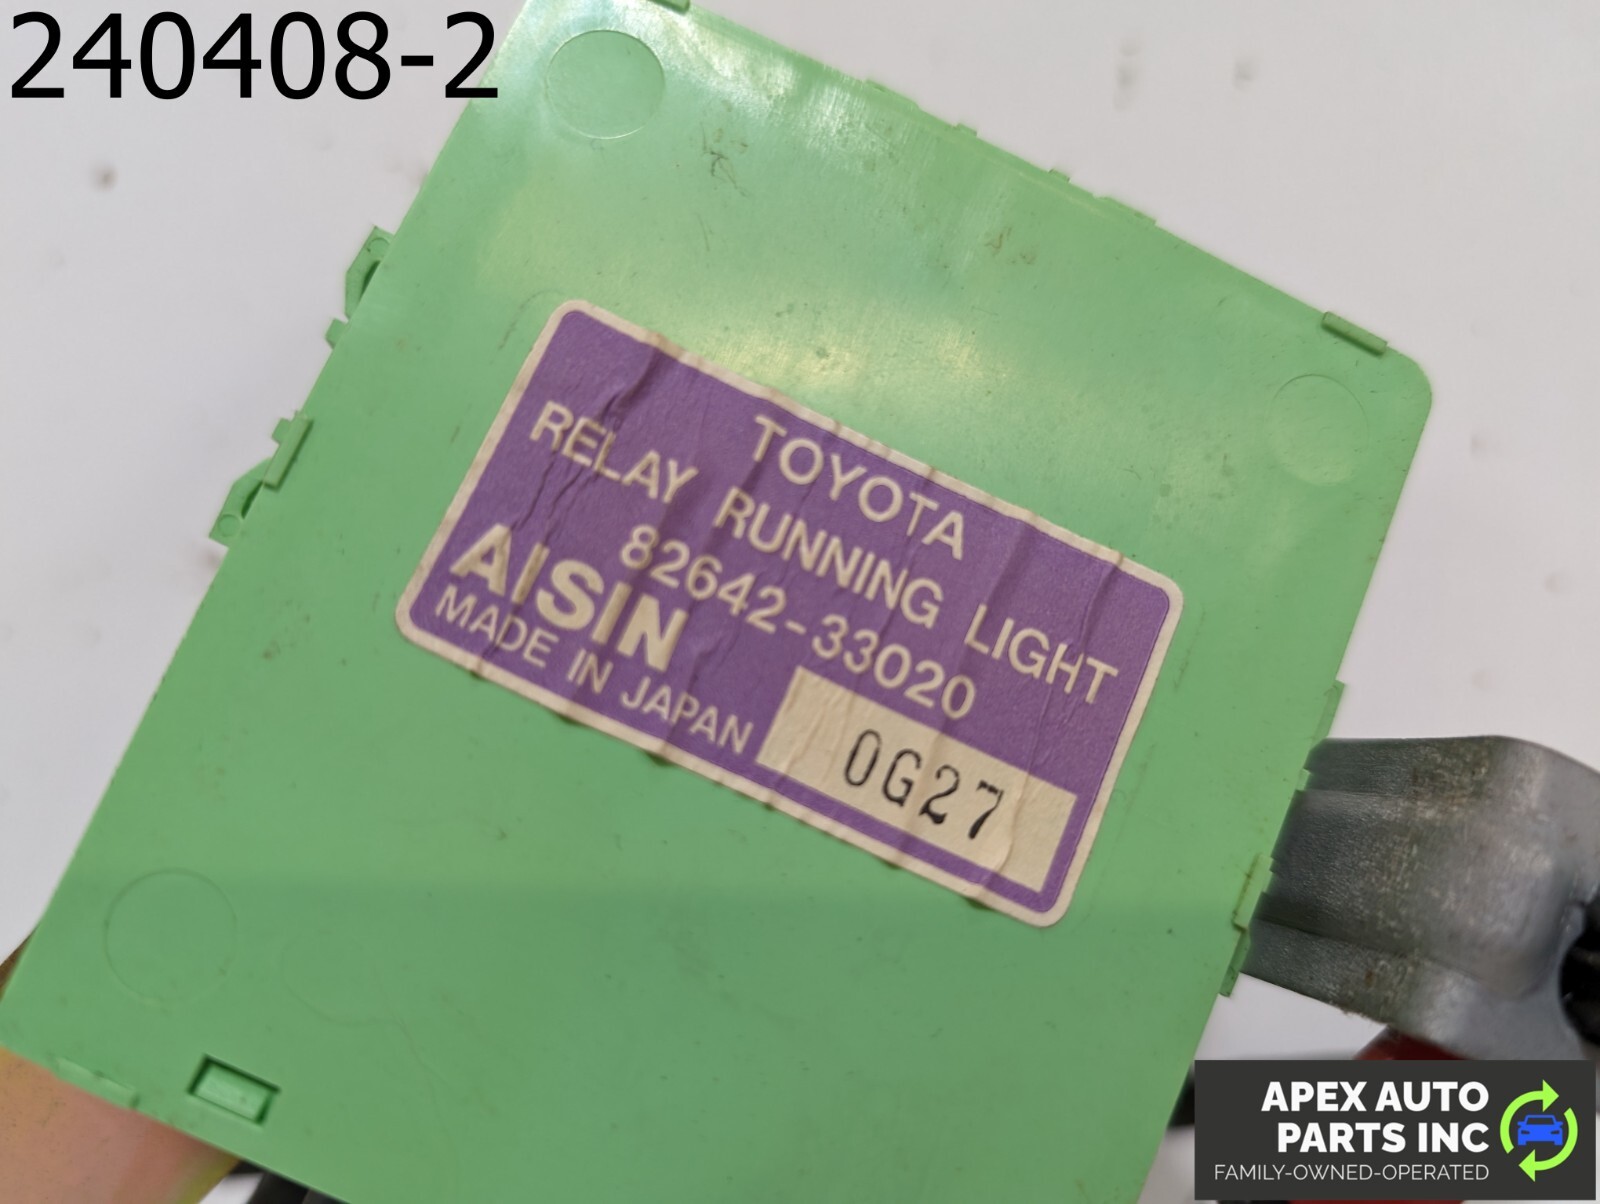 240408-2
TOYOTA
RELAY RUNNING LIGHT
82642-33020
AISIN
MADE IN JAPAN
0G27
APEX AUTO
PARTS INC
FAMILY-OWNED-OPERATED